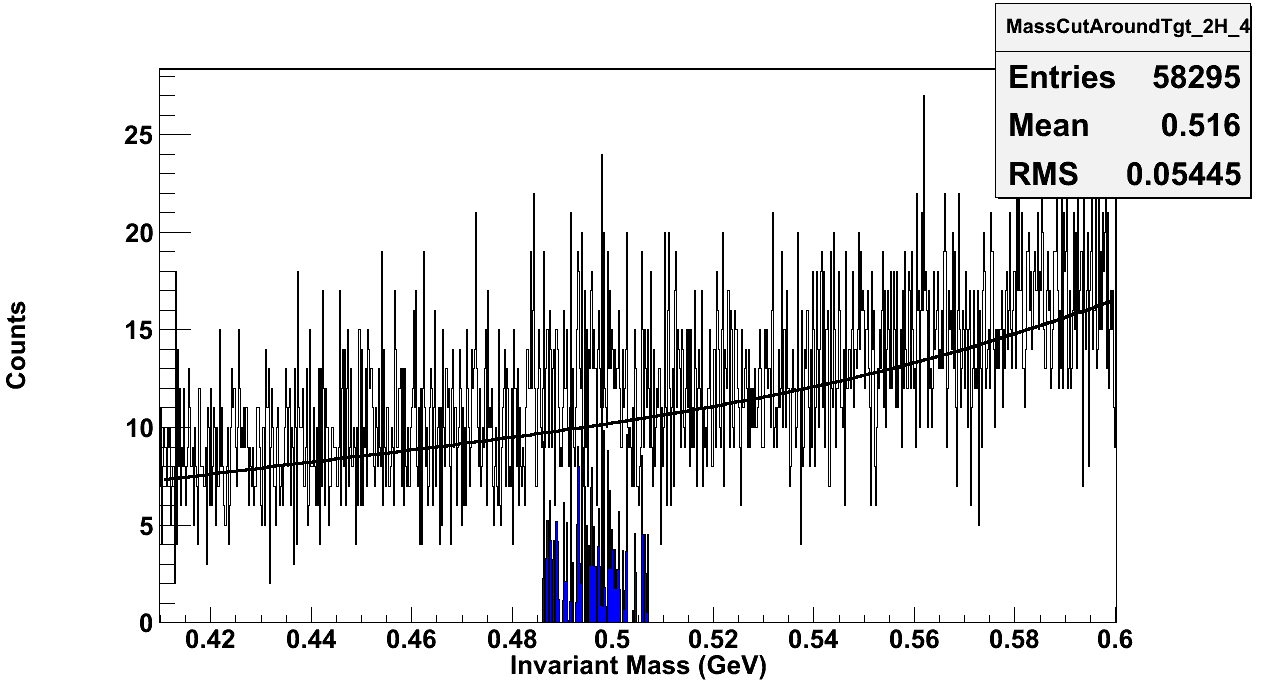 MassCutAroundTgt_2H_4
Entries 58295
Mean 0.516
RMS 0.05445
Counts
25
20
15
10
5
0
0.42 0.44 0.46 0.48 0.5 0.52 0.54 0.56 0.58 0.6
Invariant Mass (GeV)